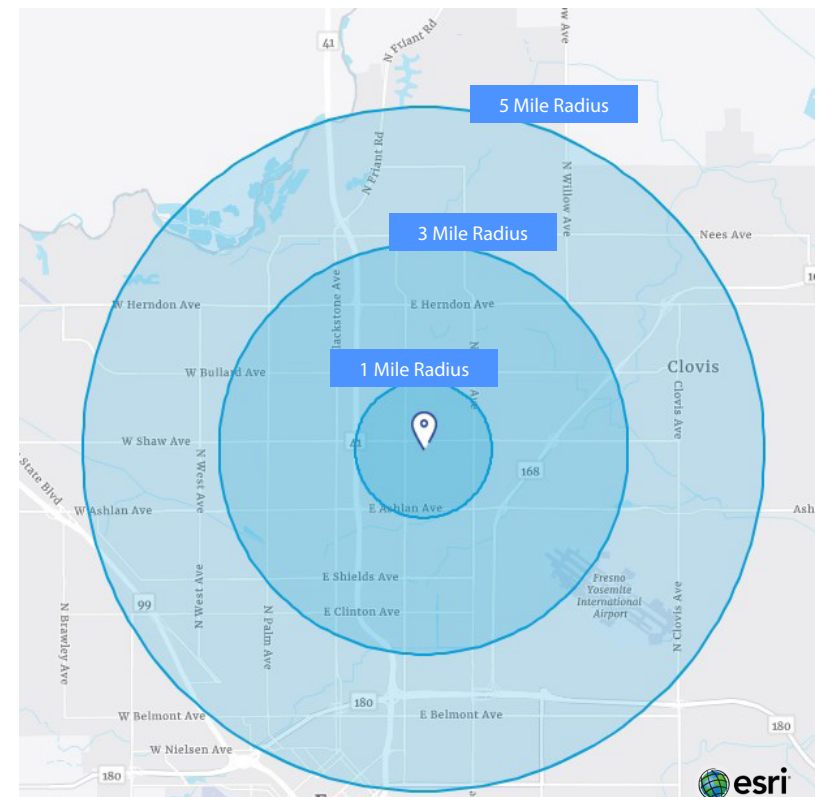 N Friant Rd
41
5 Mile Radius
N Friant Rd
N Willow Ave
3 Mile Radius
Nees Ave
W Herndon Ave
E Herndon Ave
1 Mile Radius
W Bullard Ave
Clovis
W Shaw Ave
41
168
Clovis Ave
State Blvd
N West Ave
W Ashlan Ave
E Ashlan Ave
E Shields Ave
Fresno
Yosemite
International
Airport
N West Ave
99
E Clinton Ave
N Brawley Ave
N Palm Ave
N Clovis Ave
180
W Belmont Ave
E Belmont Ave
180
W Nielsen Ave
180
esri